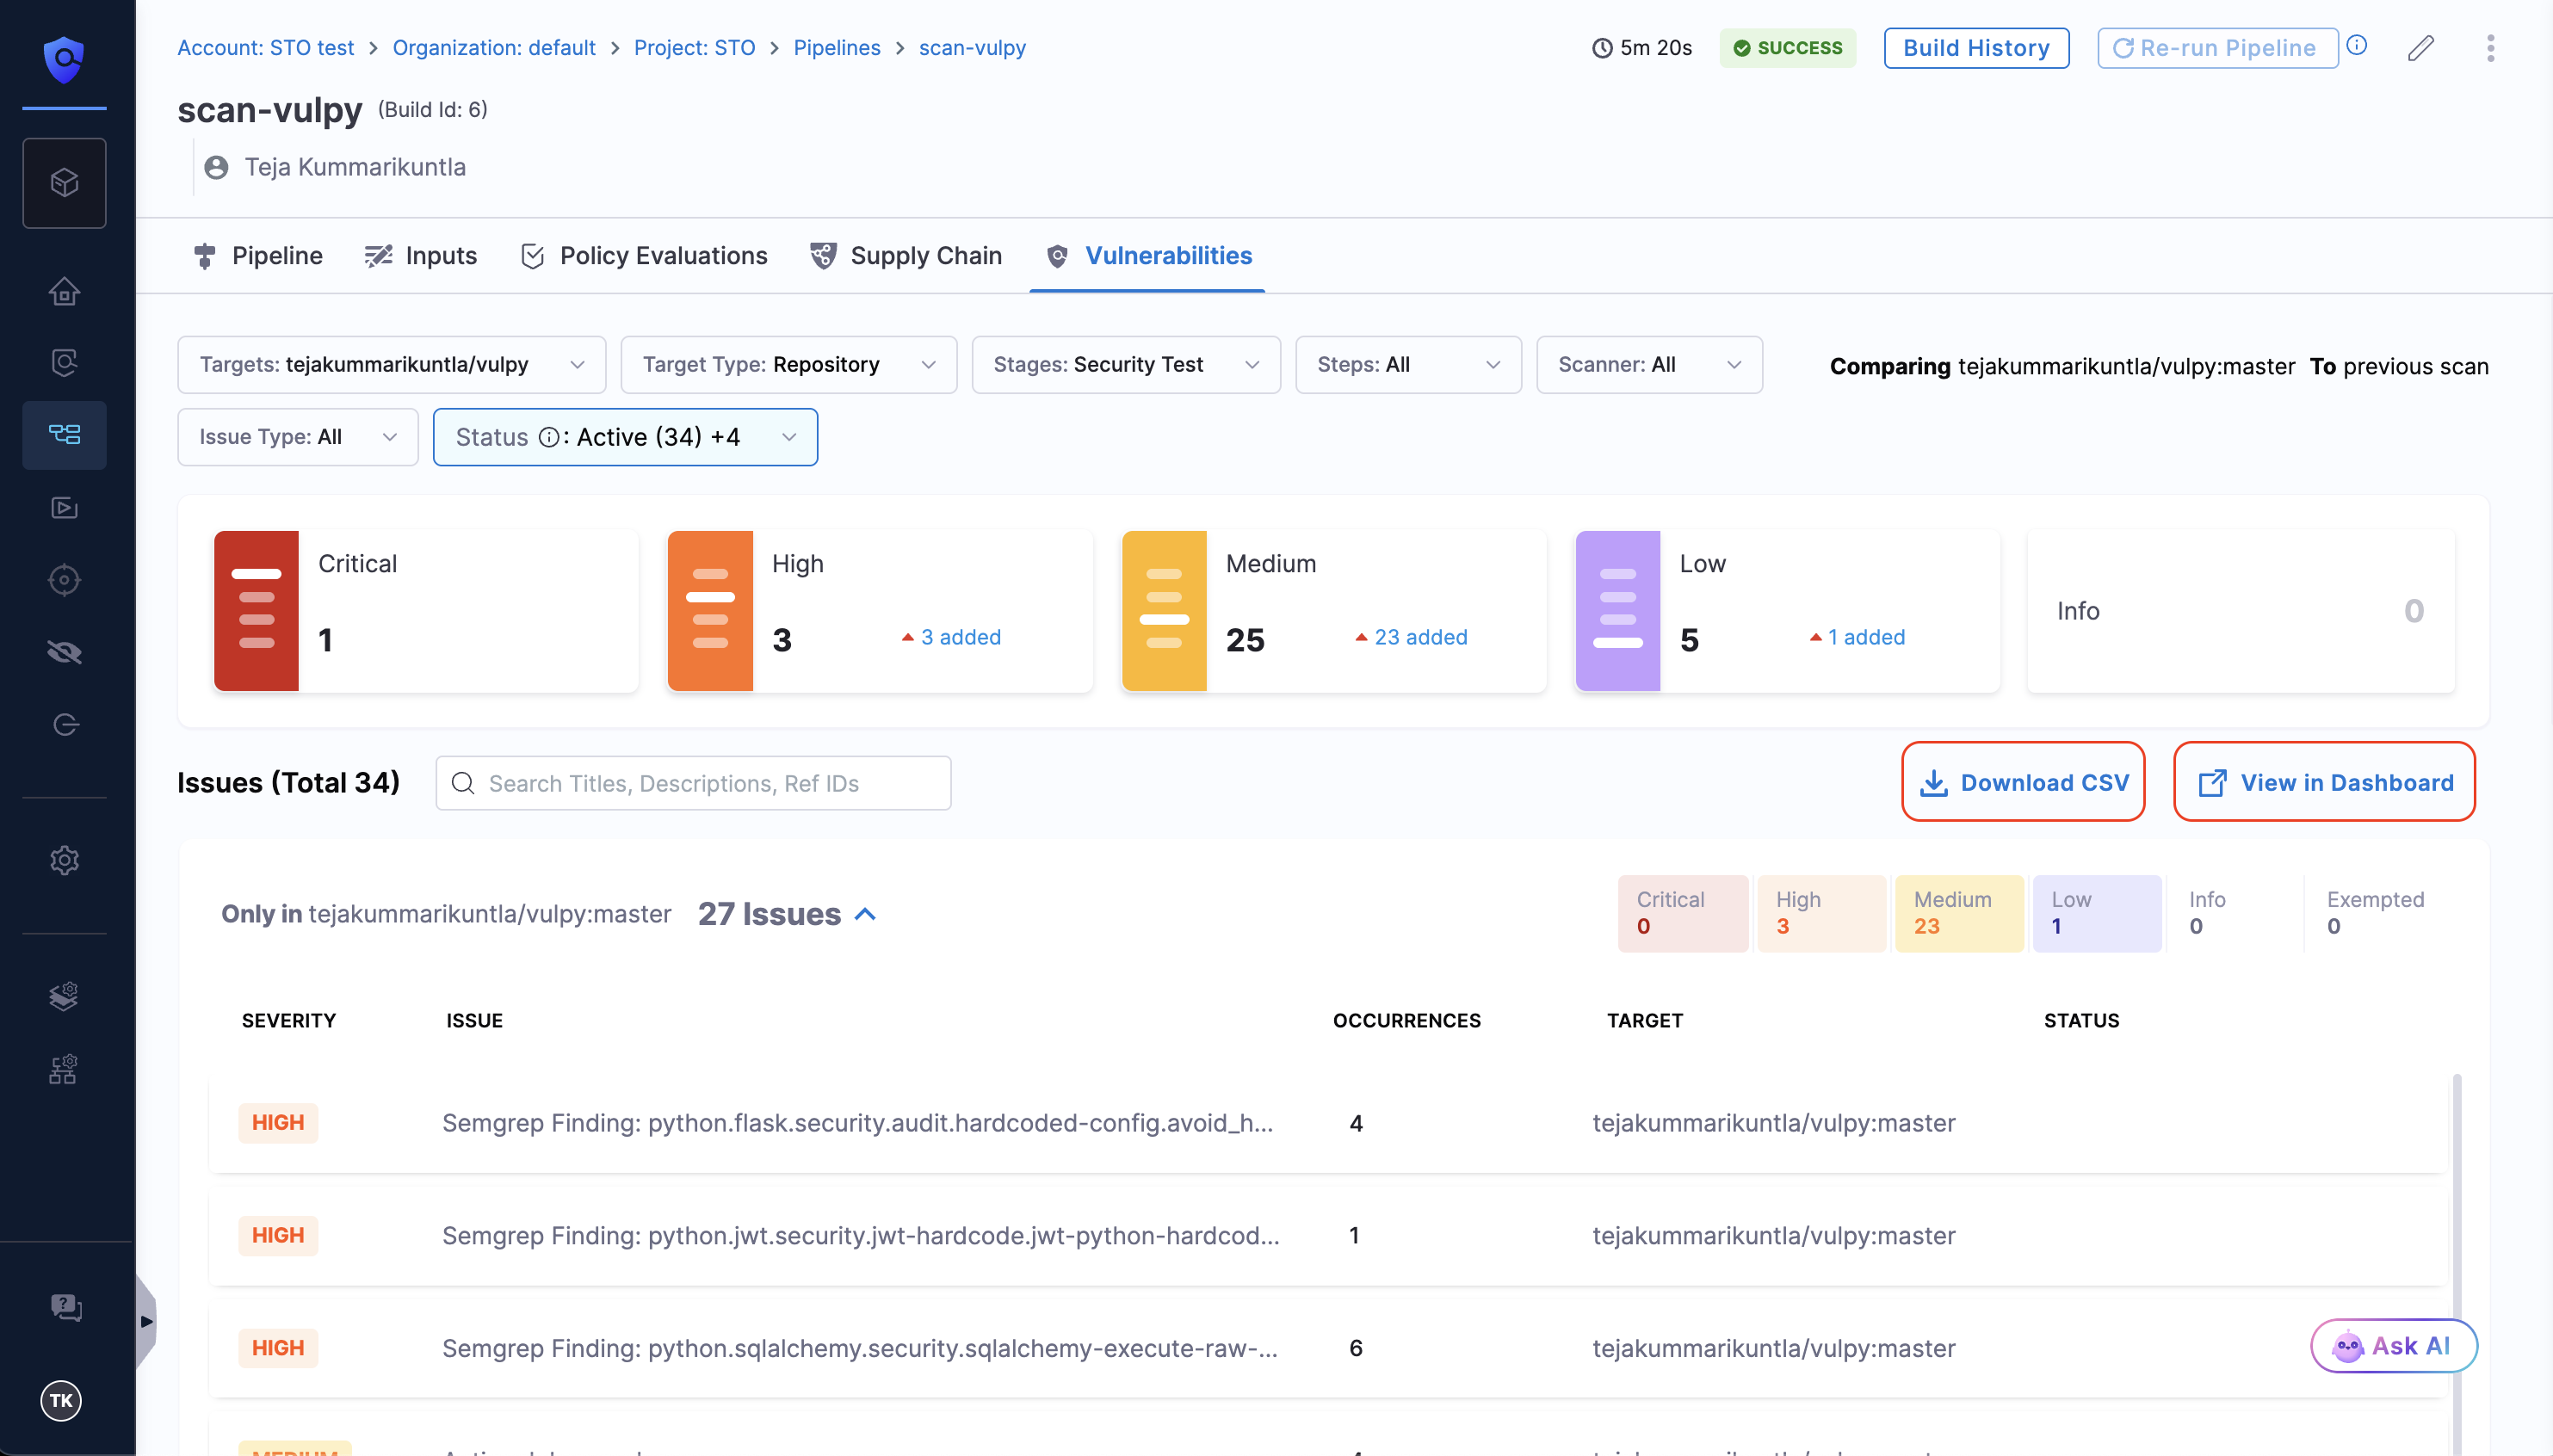 Account: STO test > Organization: default > Project: STO > Pipelines > scan-vulpy
5m 20s SUCCESS Build History Re-run Pipeline
scan-vulpy (Build Id: 6)
Teja Kummarikuntla
Pipeline Inputs Policy Evaluations Supply Chain Vulnerabilities
Targets: tejakummarikuntla/vulpy Target Type: Repository Stages: Security Test Steps: All Scanner: All Comparing tejakummarikuntla/vulpy:master To previous scan
Issue Type: All Status : Active (34) +4
Critical High Medium Low
1 3 3 added 25 23 added 5 1 added Info 0
Issues (Total 34) Search Titles, Descriptions, Ref IDs Download CSV View in Dashboard
Only in tejakummarikuntla/vulpy:master 27 Issues
Critical High Medium Low Info Exempted
0 3 23 1 0 0
SEVERITY ISSUE OCCURRENCES TARGET STATUS
HIGH Semgrep Finding: python.flask.security.audit.hardcoded-config.avoid_h... 4 tejakummarikuntla/vulpy:master
HIGH Semgrep Finding: python.jwt.security.jwt-hardcode.jwt-python-hardcod... 1 tejakummarikuntla/vulpy:master
HIGH Semgrep Finding: python.sqlalchemy.security.sqlalchemy-execute-raw-... 6 tejakummarikuntla/vulpy:master
Ask AI
TK
MEDIUM